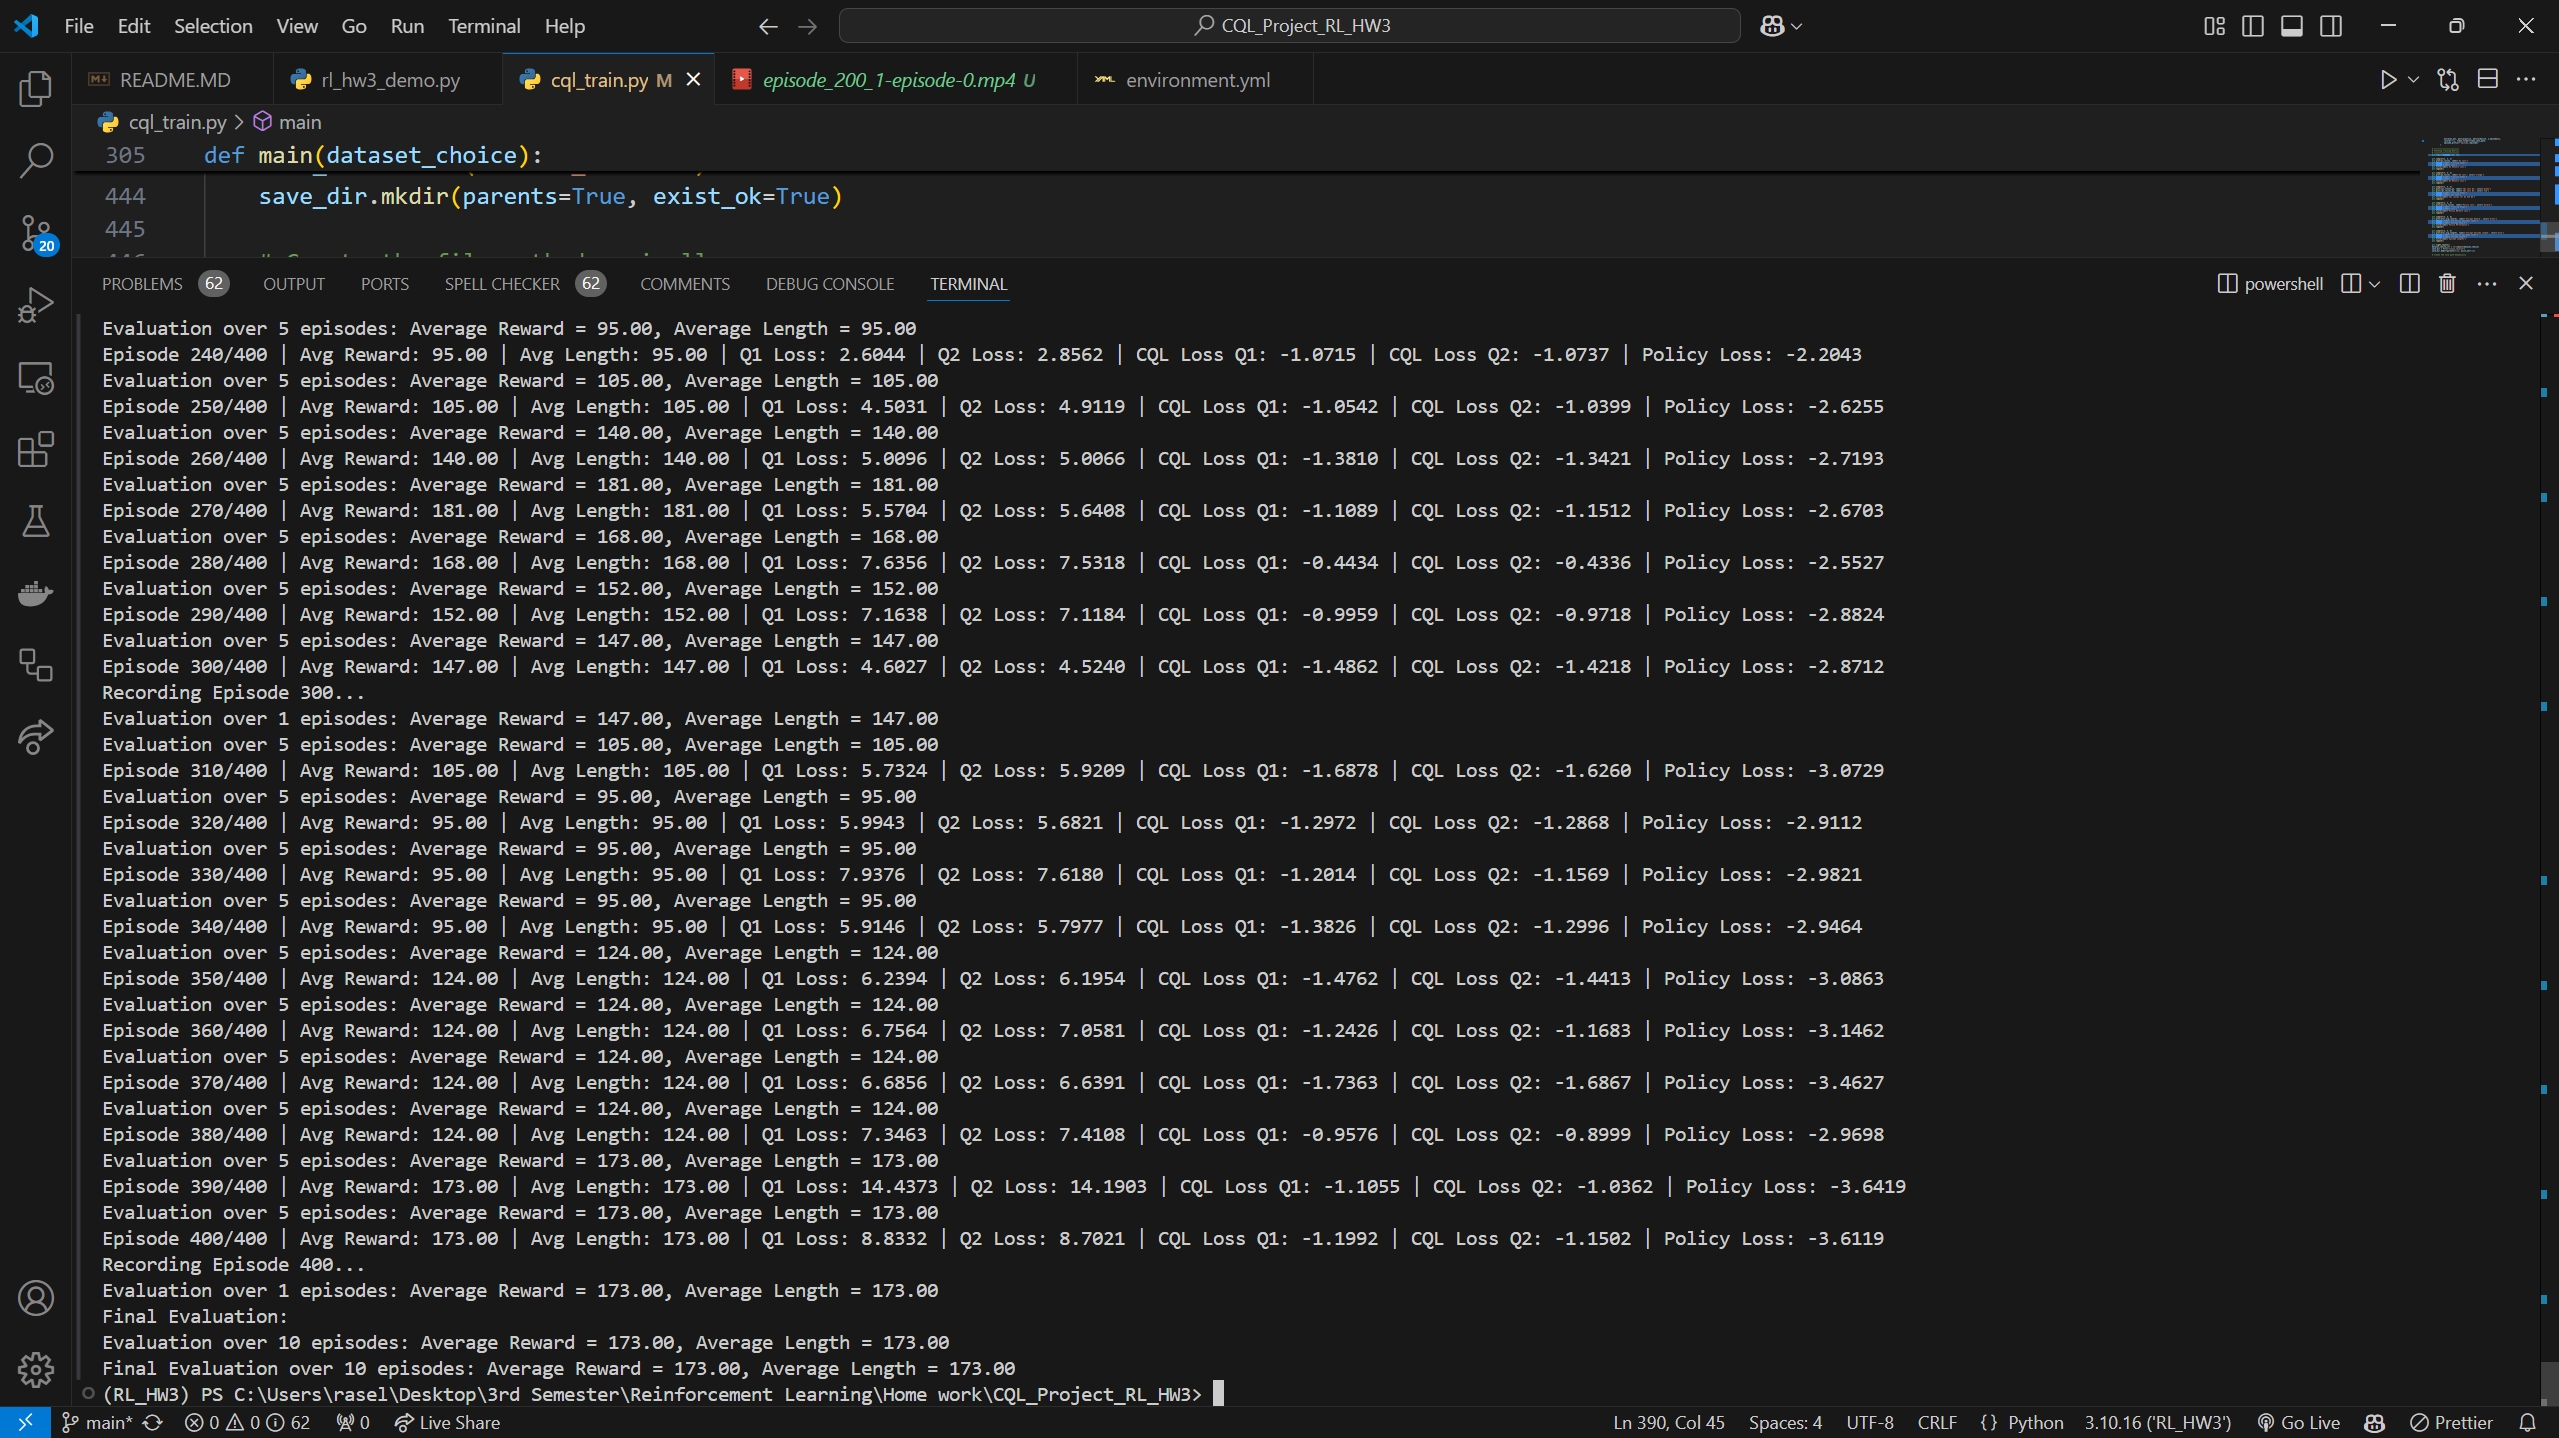 File Edit Selection View Go Run Terminal Help
CQL_Project_RL_HW3
README.MD rl_hw3_demo.py cql_train.py M episode_200_1-episode-0.mp4 U environment.yml
cql_train.py > main
305 def main(dataset_choice):
444 save_dir.mkdir(parents=True, exist_ok=True)
445
PROBLEMS 62 OUTPUT PORTS SPELL CHECKER 62 COMMENTS DEBUG CONSOLE TERMINAL powershell
Evaluation over 5 episodes: Average Reward = 95.00, Average Length = 95.00
Episode 240/400 | Avg Reward: 95.00 | Avg Length: 95.00 | Q1 Loss: 2.6044 | Q2 Loss: 2.8562 | CQL Loss Q1: -1.0715 | CQL Loss Q2: -1.0737 | Policy Loss: -2.2043
Evaluation over 5 episodes: Average Reward = 105.00, Average Length = 105.00
Episode 250/400 | Avg Reward: 105.00 | Avg Length: 105.00 | Q1 Loss: 4.5031 | Q2 Loss: 4.9119 | CQL Loss Q1: -1.0542 | CQL Loss Q2: -1.0399 | Policy Loss: -2.6255
Evaluation over 5 episodes: Average Reward = 140.00, Average Length = 140.00
Episode 260/400 | Avg Reward: 140.00 | Avg Length: 140.00 | Q1 Loss: 5.0096 | Q2 Loss: 5.0066 | CQL Loss Q1: -1.3810 | CQL Loss Q2: -1.3421 | Policy Loss: -2.7193
Evaluation over 5 episodes: Average Reward = 181.00, Average Length = 181.00
Episode 270/400 | Avg Reward: 181.00 | Avg Length: 181.00 | Q1 Loss: 5.5704 | Q2 Loss: 5.6408 | CQL Loss Q1: -1.1089 | CQL Loss Q2: -1.1512 | Policy Loss: -2.6703
Evaluation over 5 episodes: Average Reward = 168.00, Average Length = 168.00
Episode 280/400 | Avg Reward: 168.00 | Avg Length: 168.00 | Q1 Loss: 7.6356 | Q2 Loss: 7.5318 | CQL Loss Q1: -0.4434 | CQL Loss Q2: -0.4336 | Policy Loss: -2.5527
Evaluation over 5 episodes: Average Reward = 152.00, Average Length = 152.00
Episode 290/400 | Avg Reward: 152.00 | Avg Length: 152.00 | Q1 Loss: 7.1638 | Q2 Loss: 7.1184 | CQL Loss Q1: -0.9959 | CQL Loss Q2: -0.9718 | Policy Loss: -2.8824
Evaluation over 5 episodes: Average Reward = 147.00, Average Length = 147.00
Episode 300/400 | Avg Reward: 147.00 | Avg Length: 147.00 | Q1 Loss: 4.6027 | Q2 Loss: 4.5240 | CQL Loss Q1: -1.4862 | CQL Loss Q2: -1.4218 | Policy Loss: -2.8712
Recording Episode 300...
Evaluation over 1 episodes: Average Reward = 147.00, Average Length = 147.00
Evaluation over 5 episodes: Average Reward = 105.00, Average Length = 105.00
Episode 310/400 | Avg Reward: 105.00 | Avg Length: 105.00 | Q1 Loss: 5.7324 | Q2 Loss: 5.9209 | CQL Loss Q1: -1.6878 | CQL Loss Q2: -1.6260 | Policy Loss: -3.0729
Evaluation over 5 episodes: Average Reward = 95.00, Average Length = 95.00
Episode 320/400 | Avg Reward: 95.00 | Avg Length: 95.00 | Q1 Loss: 5.9943 | Q2 Loss: 5.6821 | CQL Loss Q1: -1.2972 | CQL Loss Q2: -1.2868 | Policy Loss: -2.9112
Evaluation over 5 episodes: Average Reward = 95.00, Average Length = 95.00
Episode 330/400 | Avg Reward: 95.00 | Avg Length: 95.00 | Q1 Loss: 7.9376 | Q2 Loss: 7.6180 | CQL Loss Q1: -1.2014 | CQL Loss Q2: -1.1569 | Policy Loss: -2.9821
Evaluation over 5 episodes: Average Reward = 95.00, Average Length = 95.00
Episode 340/400 | Avg Reward: 95.00 | Avg Length: 95.00 | Q1 Loss: 5.9146 | Q2 Loss: 5.7977 | CQL Loss Q1: -1.3826 | CQL Loss Q2: -1.2996 | Policy Loss: -2.9464
Evaluation over 5 episodes: Average Reward = 124.00, Average Length = 124.00
Episode 350/400 | Avg Reward: 124.00 | Avg Length: 124.00 | Q1 Loss: 6.2394 | Q2 Loss: 6.1954 | CQL Loss Q1: -1.4762 | CQL Loss Q2: -1.4413 | Policy Loss: -3.0863
Evaluation over 5 episodes: Average Reward = 124.00, Average Length = 124.00
Episode 360/400 | Avg Reward: 124.00 | Avg Length: 124.00 | Q1 Loss: 6.7564 | Q2 Loss: 7.0581 | CQL Loss Q1: -1.2426 | CQL Loss Q2: -1.1683 | Policy Loss: -3.1462
Evaluation over 5 episodes: Average Reward = 124.00, Average Length = 124.00
Episode 370/400 | Avg Reward: 124.00 | Avg Length: 124.00 | Q1 Loss: 6.6856 | Q2 Loss: 6.6391 | CQL Loss Q1: -1.7363 | CQL Loss Q2: -1.6867 | Policy Loss: -3.4627
Evaluation over 5 episodes: Average Reward = 124.00, Average Length = 124.00
Episode 380/400 | Avg Reward: 124.00 | Avg Length: 124.00 | Q1 Loss: 7.3463 | Q2 Loss: 7.4108 | CQL Loss Q1: -0.9576 | CQL Loss Q2: -0.8999 | Policy Loss: -2.9698
Evaluation over 5 episodes: Average Reward = 173.00, Average Length = 173.00
Episode 390/400 | Avg Reward: 173.00 | Avg Length: 173.00 | Q1 Loss: 14.4373 | Q2 Loss: 14.1903 | CQL Loss Q1: -1.1055 | CQL Loss Q2: -1.0362 | Policy Loss: -3.6419
Evaluation over 5 episodes: Average Reward = 173.00, Average Length = 173.00
Episode 400/400 | Avg Reward: 173.00 | Avg Length: 173.00 | Q1 Loss: 8.8332 | Q2 Loss: 8.7021 | CQL Loss Q1: -1.1992 | CQL Loss Q2: -1.1502 | Policy Loss: -3.6119
Recording Episode 400...
Evaluation over 1 episodes: Average Reward = 173.00, Average Length = 173.00
Final Evaluation:
Evaluation over 10 episodes: Average Reward = 173.00, Average Length = 173.00
Final Evaluation over 10 episodes: Average Reward = 173.00, Average Length = 173.00
(RL_HW3) PS C:\Users\rasel\Desktop\3rd Semester\Reinforcement Learning\Home work\CQL_Project_RL_HW3>
20
main* 0 0 62 0 Live Share Ln 390, Col 45 Spaces: 4 UTF-8 CRLF {} Python 3.10.16 ('RL_HW3') Go Live Prettier